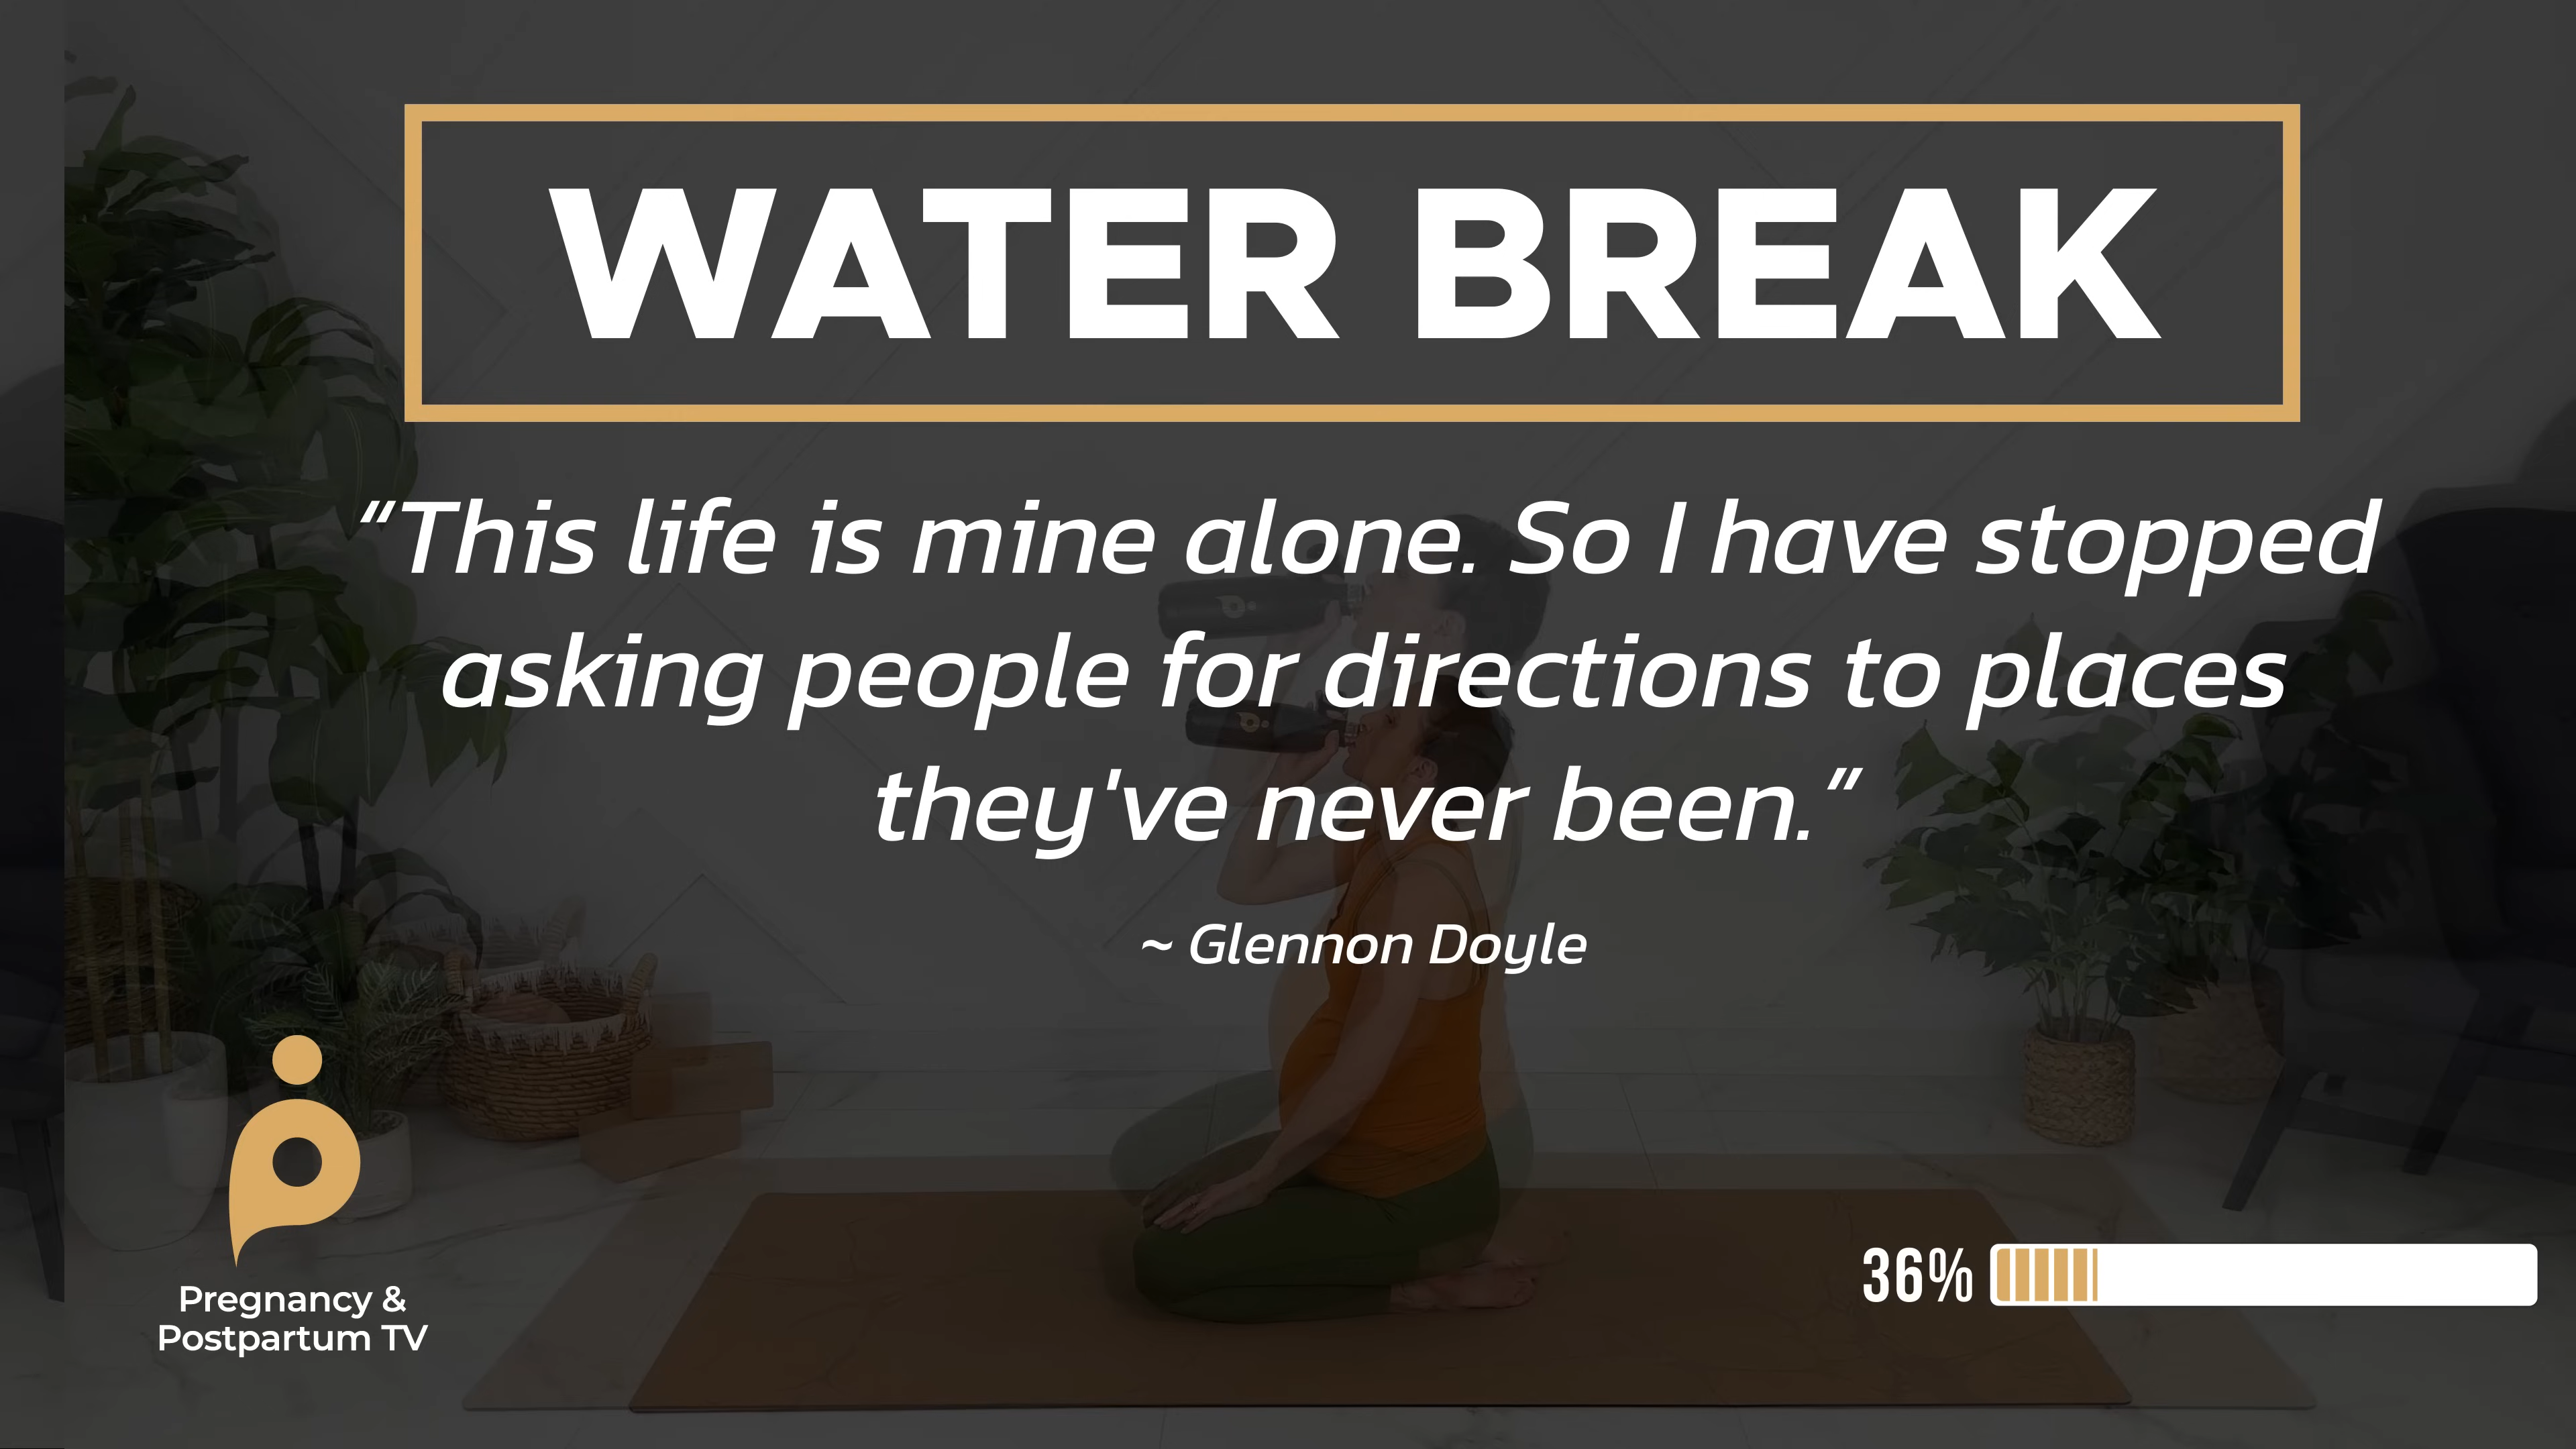 WATER BREAK
“This life is mine alone. So I have stopped
asking people for directions to places
they've never been.”
~ Glennon Doyle
Pregnancy &
Postpartum TV
36%